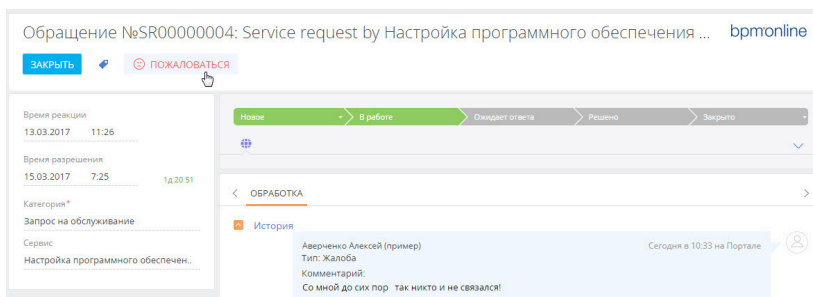 Обращение №SR00000004: Service request by Настройка программного обеспечения ...
bpmonline
ЗАКРЫТЬ
ПОЖАЛОВАТЬСЯ
Время реакции
13.03.2017 11:26
Время разрешения
15.03.2017 7:25 1д 20:51
Категория*
Запрос на обслуживание
Сервис
Настройка программного обеспечен..
Новое В работе Ожидает ответа Решено Закрыто
ОБРАБОТКА
История
Аверченко Алексей (пример) Сегодня в 10:33 на Портале
Тип: Жалоба
Комментарий:
Со мной до сих пор так никто и не связался!